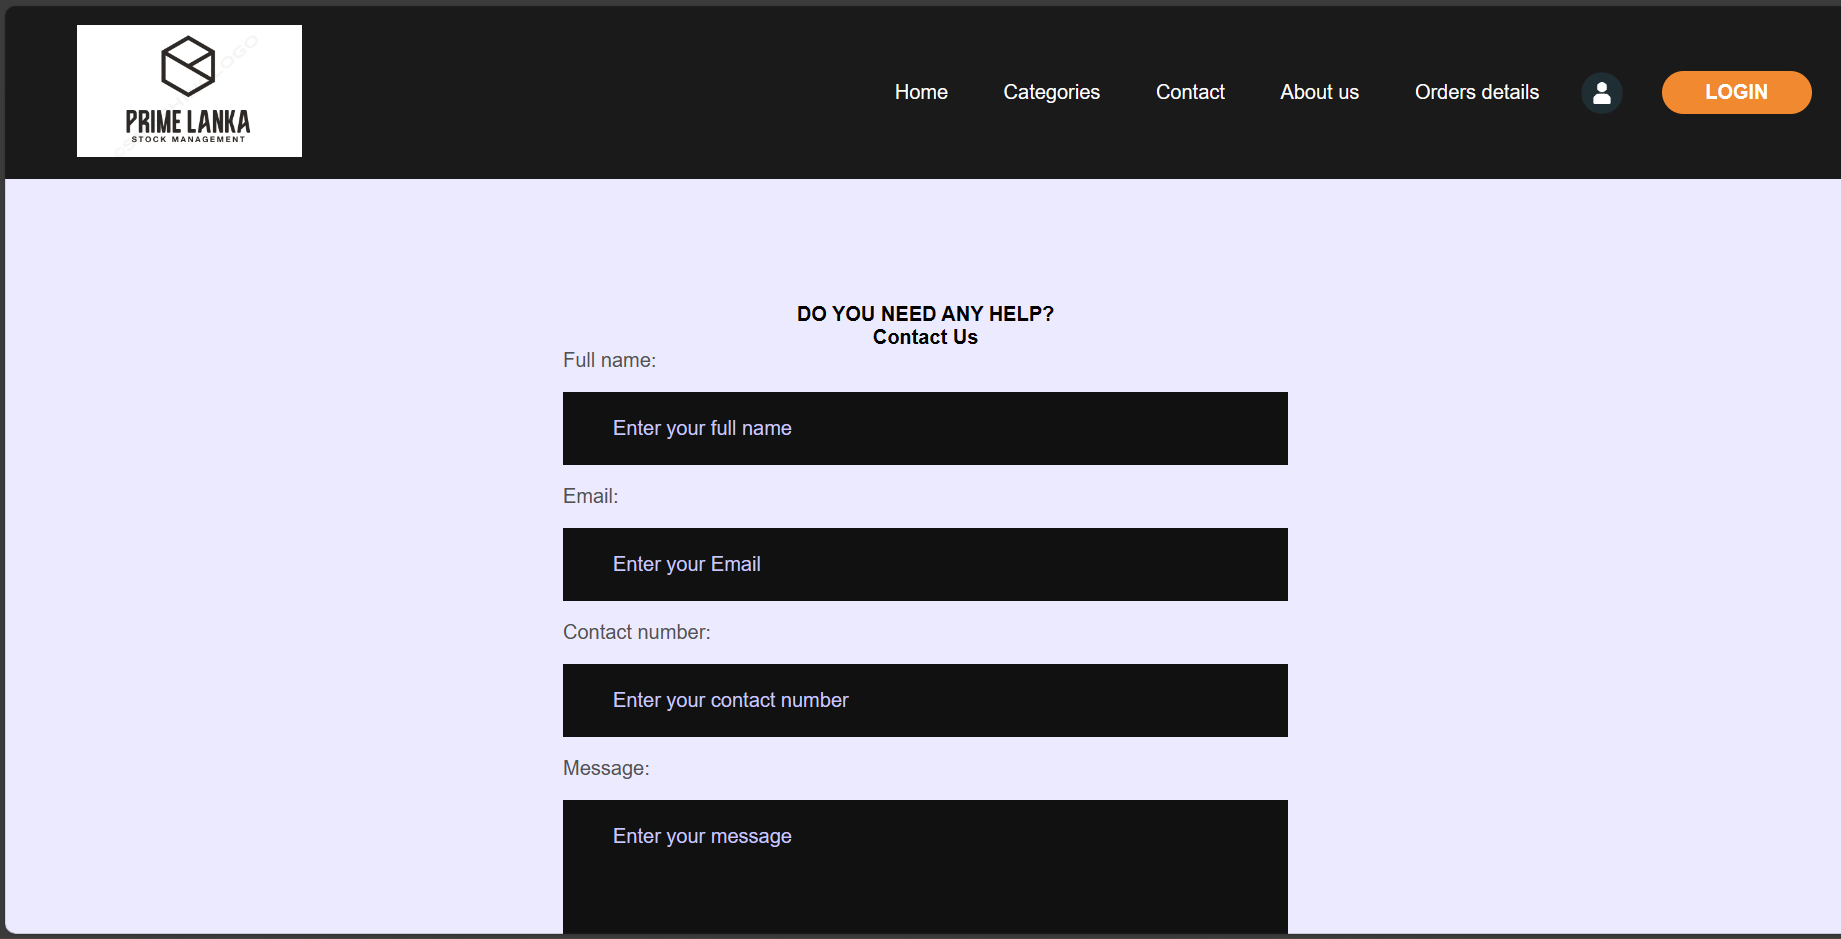 PRIME LANKA
STOCK MANAGEMENT
Home
Categories
Contact
About us
Orders details
LOGIN
DO YOU NEED ANY HELP?
Contact Us
Full name:
Enter your full name
Email:
Enter your Email
Contact number:
Enter your contact number
Message:
Enter your message